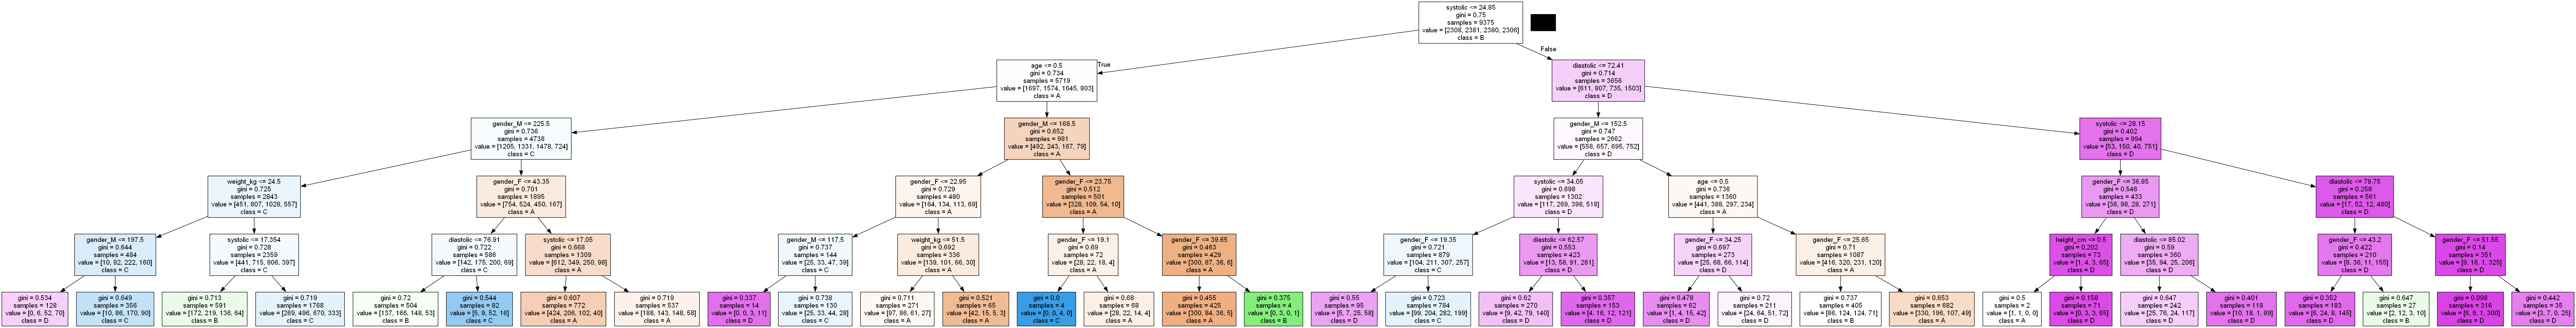 systolic <= 24.85
gini = 0.75
samples = 9375
value = [2308, 2381, 2380, 2306]
class = B
True
False
age <= 0.5
gini = 0.734
samples = 5719
value = [1697, 1574, 1645, 803]
class = A
diastolic <= 72.41
gini = 0.714
samples = 3656
value = [611, 807, 735, 1503]
class = D
gender_M <= 225.5
gini = 0.736
samples = 4738
value = [1205, 1331, 1478, 724]
class = C
gender_M <= 168.5
gini = 0.652
samples = 981
value = [492, 243, 167, 79]
class = A
gender_M <= 152.5
gini = 0.747
samples = 2662
value = [558, 657, 695, 752]
class = D
systolic <= 28.15
gini = 0.402
samples = 994
value = [53, 150, 40, 751]
class = D
weight_kg <= 24.5
gini = 0.725
samples = 2843
value = [451, 807, 1028, 557]
class = C
gender_F <= 43.35
gini = 0.701
samples = 1895
value = [754, 524, 450, 167]
class = A
gender_F <= 22.95
gini = 0.729
samples = 480
value = [164, 134, 113, 69]
class = A
gender_F <= 23.75
gini = 0.512
samples = 501
value = [328, 109, 54, 10]
class = A
systolic <= 34.05
gini = 0.698
samples = 1302
value = [117, 269, 398, 518]
class = D
age <= 0.5
gini = 0.736
samples = 1360
value = [441, 388, 297, 234]
class = A
gender_F <= 36.85
gini = 0.546
samples = 433
value = [36, 98, 28, 271]
class = D
diastolic <= 79.75
gini = 0.258
samples = 561
value = [17, 52, 12, 480]
class = D
gender_M <= 197.5
gini = 0.644
samples = 484
value = [10, 92, 222, 160]
class = C
systolic <= 17.354
gini = 0.728
samples = 2359
value = [441, 715, 806, 397]
class = C
diastolic <= 76.91
gini = 0.722
samples = 586
value = [142, 175, 200, 69]
class = C
systolic <= 17.05
gini = 0.668
samples = 1309
value = [612, 349, 250, 98]
class = A
gender_M <= 117.5
gini = 0.737
samples = 144
value = [25, 33, 47, 39]
class = C
weight_kg <= 51.5
gini = 0.692
samples = 336
value = [139, 101, 66, 30]
class = A
gender_F <= 19.1
gini = 0.69
samples = 72
value = [28, 22, 18, 4]
class = A
gender_F <= 39.65
gini = 0.463
samples = 429
value = [300, 87, 36, 6]
class = A
gender_F <= 19.35
gini = 0.721
samples = 879
value = [104, 211, 307, 257]
class = C
diastolic <= 62.57
gini = 0.553
samples = 423
value = [13, 58, 91, 261]
class = D
gender_F <= 34.25
gini = 0.697
samples = 273
value = [25, 68, 66, 114]
class = D
gender_F <= 25.65
gini = 0.71
samples = 1087
value = [416, 320, 231, 120]
class = A
height_cm <= 0.5
gini = 0.202
samples = 73
value = [1, 4, 3, 65]
class = D
diastolic <= 85.02
gini = 0.59
samples = 360
value = [35, 94, 25, 206]
class = D
gender_F <= 43.2
gini = 0.422
samples = 210
value = [8, 36, 11, 155]
class = D
gender_F <= 51.55
gini = 0.14
samples = 351
value = [9, 16, 1, 325]
class = D
gini = 0.534
samples = 128
value = [0, 6, 52, 70]
class = D
gini = 0.649
samples = 356
value = [10, 86, 170, 90]
class = C
gini = 0.713
samples = 591
value = [172, 219, 136, 64]
class = B
gini = 0.719
samples = 1768
value = [269, 496, 670, 333]
class = C
gini = 0.72
samples = 504
value = [137, 166, 148, 53]
class = B
gini = 0.544
samples = 82
value = [5, 9, 52, 16]
class = C
gini = 0.607
samples = 772
value = [424, 206, 102, 40]
class = A
gini = 0.719
samples = 537
value = [188, 143, 148, 58]
class = A
gini = 0.337
samples = 14
value = [0, 0, 3, 11]
class = D
gini = 0.738
samples = 130
value = [25, 33, 44, 28]
class = C
gini = 0.711
samples = 271
value = [97, 86, 61, 27]
class = A
gini = 0.521
samples = 65
value = [42, 15, 5, 3]
class = A
gini = 0.0
samples = 4
value = [0, 0, 4, 0]
class = C
gini = 0.68
samples = 68
value = [28, 22, 14, 4]
class = A
gini = 0.455
samples = 425
value = [300, 84, 36, 5]
class = A
gini = 0.375
samples = 4
value = [0, 3, 0, 1]
class = B
gini = 0.55
samples = 95
value = [5, 7, 25, 58]
class = D
gini = 0.723
samples = 784
value = [99, 204, 282, 199]
class = C
gini = 0.62
samples = 270
value = [9, 42, 79, 140]
class = D
gini = 0.357
samples = 153
value = [4, 16, 12, 121]
class = D
gini = 0.478
samples = 62
value = [1, 4, 15, 42]
class = D
gini = 0.72
samples = 211
value = [24, 64, 51, 72]
class = D
gini = 0.737
samples = 405
value = [86, 124, 124, 71]
class = B
gini = 0.653
samples = 682
value = [330, 196, 107, 49]
class = A
gini = 0.5
samples = 2
value = [1, 1, 0, 0]
class = A
gini = 0.158
samples = 71
value = [0, 3, 3, 65]
class = D
gini = 0.647
samples = 242
value = [25, 76, 24, 117]
class = D
gini = 0.401
samples = 118
value = [10, 18, 1, 89]
class = D
gini = 0.352
samples = 183
value = [6, 24, 8, 145]
class = D
gini = 0.647
samples = 27
value = [2, 12, 3, 10]
class = B
gini = 0.098
samples = 316
value = [6, 9, 1, 300]
class = D
gini = 0.442
samples = 35
value = [3, 7, 0, 25]
class = D